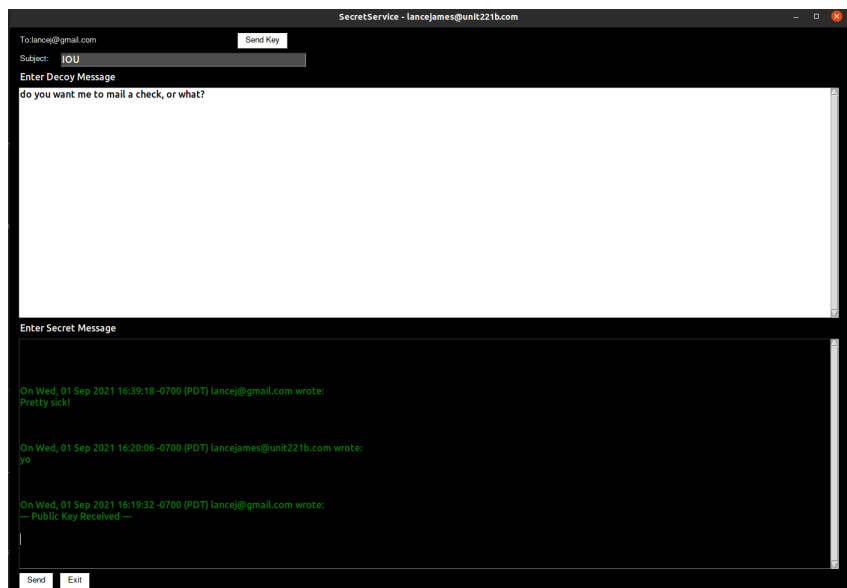 SecretService - lancejames@unit221b.com
To:lancej@gmail.com
Send Key
Subject: IOU
Enter Decoy Message
do you want me to mail a check, or what?
Enter Secret Message
On Wed, 01 Sep 2021 16:39:18 -0700 (PDT) lancej@gmail.com wrote:
Pretty sick!
On Wed, 01 Sep 2021 16:20:06 -0700 (PDT) lancejames@unit221b.com wrote:
yo
On Wed, 01 Sep 2021 16:19:32 -0700 (PDT) lancej@gmail.com wrote:
--- Public Key Received ---
Send Exit